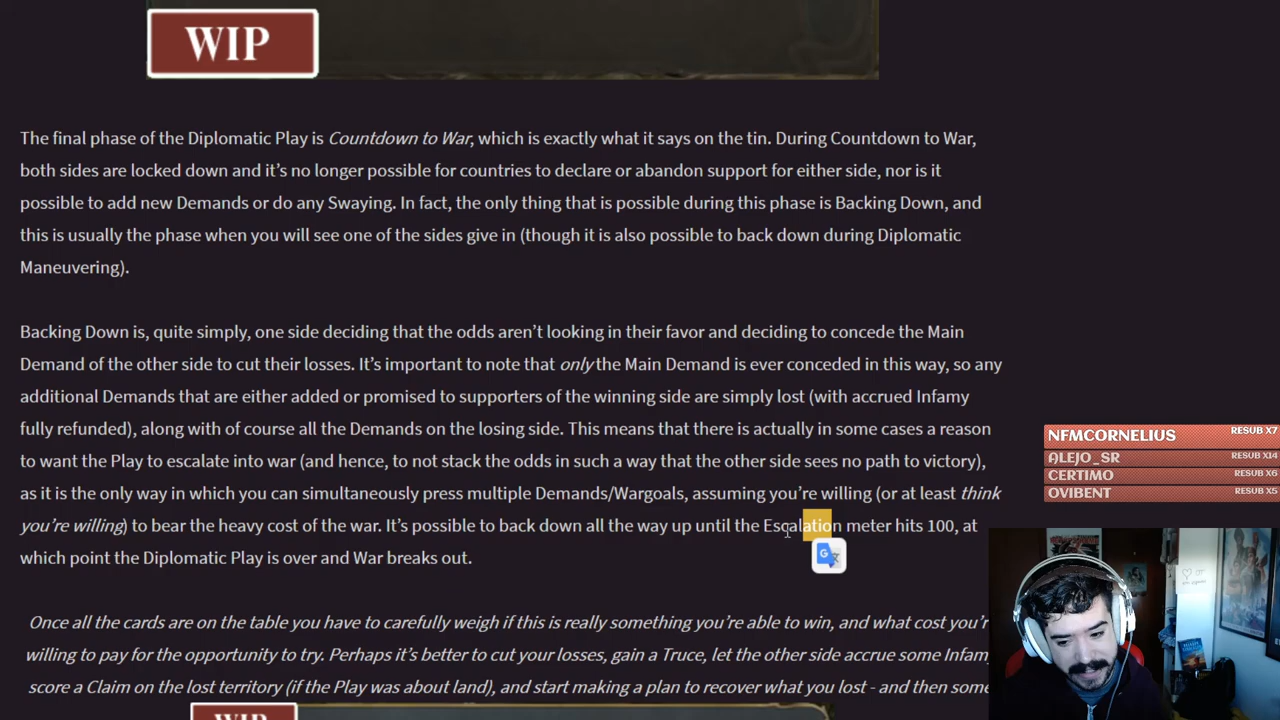 WIP
The final phase of the Diplomatic Play is Countdown to War, which is exactly what it says on the tin. During Countdown to War,
both sides are locked down and it’s no longer possible for countries to declare or abandon support for either side, nor is it
possible to add new Demands or do any Swaying. In fact, the only thing that is possible during this phase is Backing Down, and
this is usually the phase when you will see one of the sides give in (though it is also possible to back down during Diplomatic
Maneuvering).
Backing Down is, quite simply, one side deciding that the odds aren’t looking in their favor and deciding to concede the Main
Demand of the other side to cut their losses. It’s important to note that only the Main Demand is ever conceded in this way, so any
additional Demands that are either added or promised to supporters of the winning side are simply lost (with accrued Infamy
fully refunded), along with of course all the Demands on the losing side. This means that there is actually in some cases a reason
to want the Play to escalate into war (and hence, to not stack the odds in such a way that the other side sees no path to victory),
as it is the only way in which you can simultaneously press multiple Demands/Wargoals, assuming you’re willing (or at least think
you’re willing) to bear the heavy cost of the war. It’s possible to back down all the way up until the Escalation meter hits 100, at
which point the Diplomatic Play is over and War breaks out.
Once all the cards are on the table you have to carefully weigh if this is really something you’re able to win, and what cost you’r
willing to pay for the opportunity to try. Perhaps it’s better to cut your losses, gain a Truce, let the other side accrue some Infam
score a Claim on the lost territory (if the Play was about land), and start making a plan to recover what you lost - and then some
WIP
NFMCORNELIUS RESUB X7
ALEJO_SR RESUB X14
CERTIMO RESUB X6
OVIBENT RESUB X5